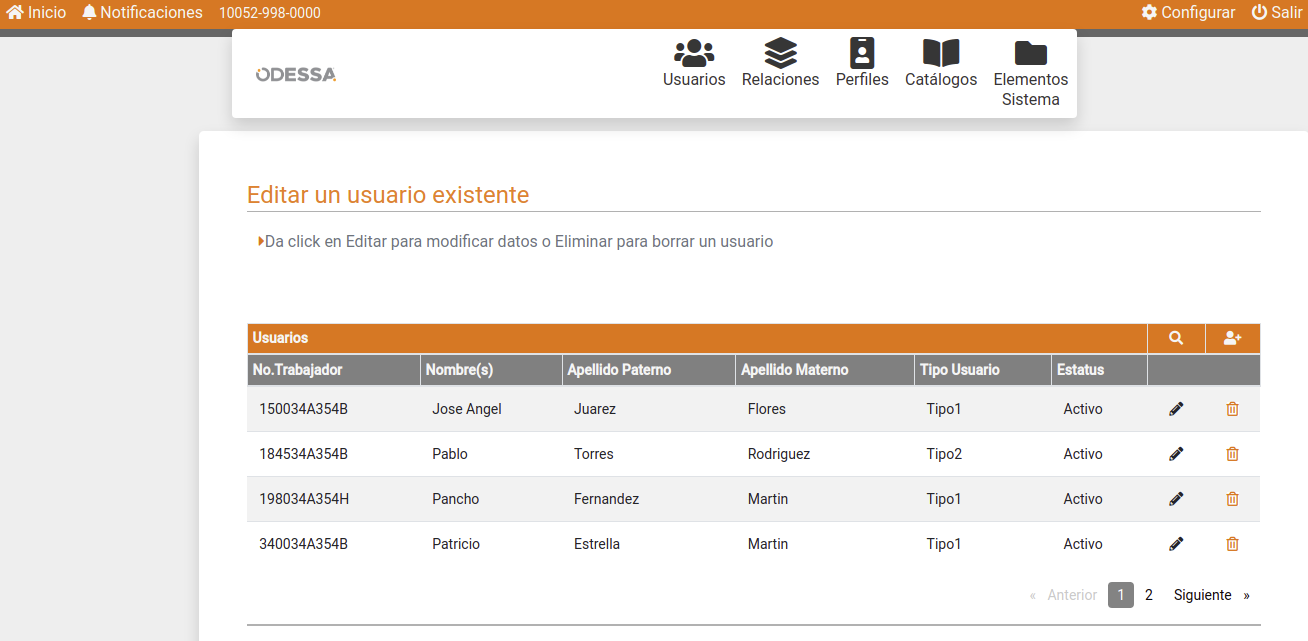 Inicio Notificaciones 10052-998-0000 Configurar Salir
ODESSA
Usuarios Relaciones Perfiles Catálogos Elementos Sistema
Editar un usuario existente
Da click en Editar para modificar datos o Eliminar para borrar un usuario
Usuarios
No.Trabajador Nombre(s) Apellido Paterno Apellido Materno Tipo Usuario Estatus
150034A354B Jose Angel Juarez Flores Tipo1 Activo
184534A354B Pablo Torres Rodriguez Tipo2 Activo
198034A354H Pancho Fernandez Martin Tipo1 Activo
340034A354B Patricio Estrella Martin Tipo1 Activo
« Anterior 1 2 Siguiente »